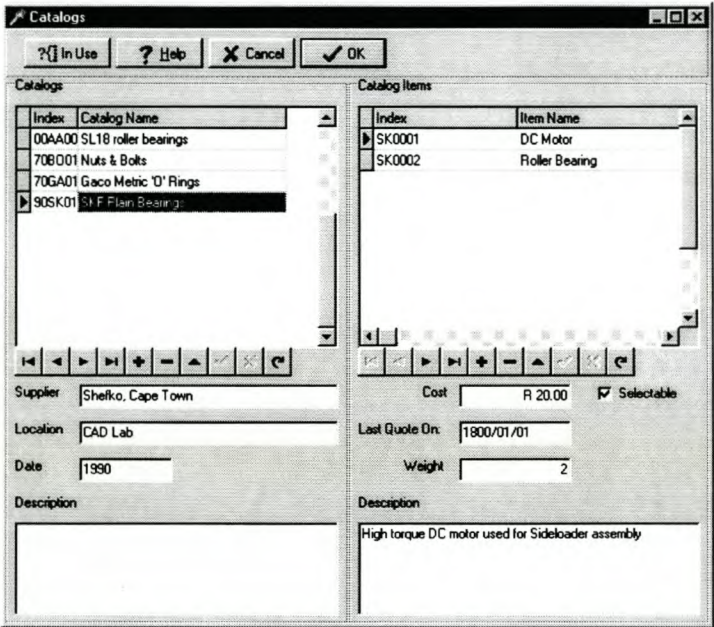 Catalogs
?{} In Use ? Help X Cancel OK
Catalogs
Index Catalog Name
00AA00 SL18 roller bearings
70BO01 Nuts & Bolts
70GA01 Gaco Metric 'O' Rings
90SK01 SKF Plain Bearings
Supplier Shefko, Cape Town
Location CAD Lab
Date 1990
Description
Catalog Items
Index Item Name
SK0001 DC Motor
SK0002 Roller Bearing
Cost R 20.00 Selectable
Last Quote On: 1800/01/01
Weight 2
Description
High torque DC motor used for Sideloader assembly